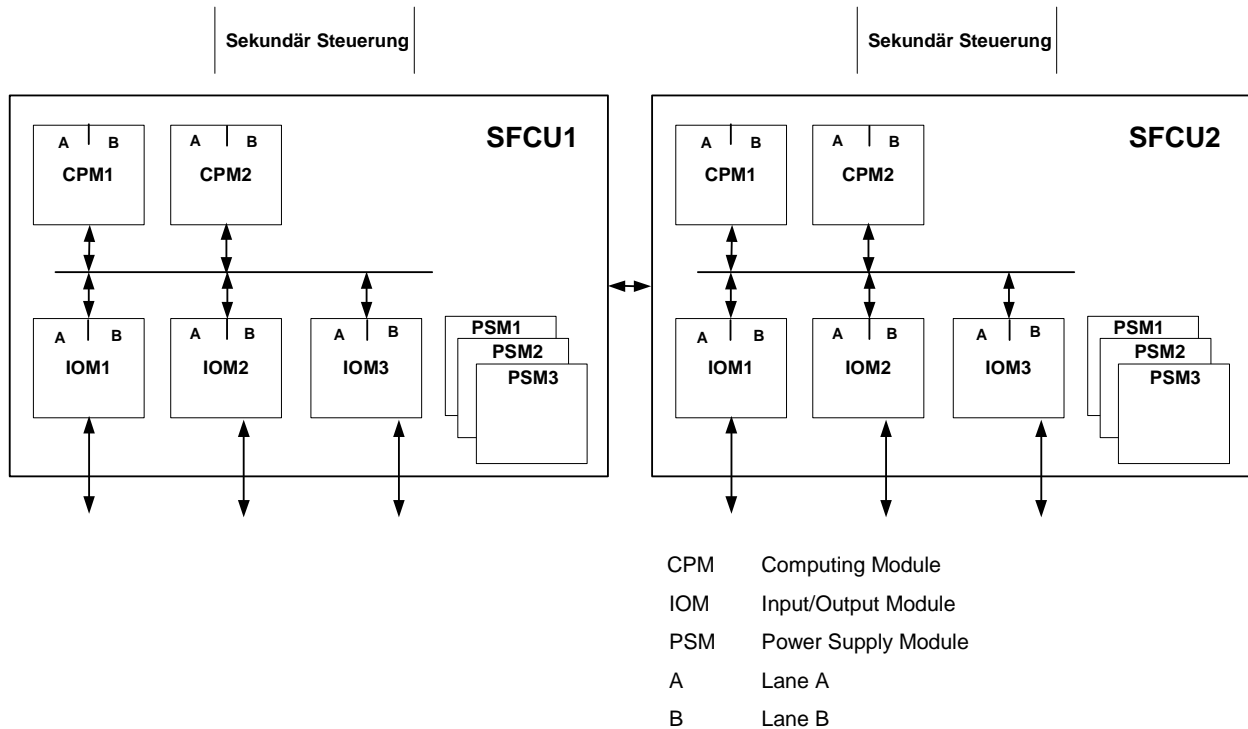 Sekundär Steuerung
Sekundär Steuerung
SFCU1
A B
CPM1
A B
CPM2
A B
IOM1
A B
IOM2
A B
IOM3
PSM1
PSM2
PSM3
SFCU2
A B
CPM1
A B
CPM2
A B
IOM1
A B
IOM2
A B
IOM3
PSM1
PSM2
PSM3
CPM Computing Module
IOM Input/Output Module
PSM Power Supply Module
A Lane A
B Lane B